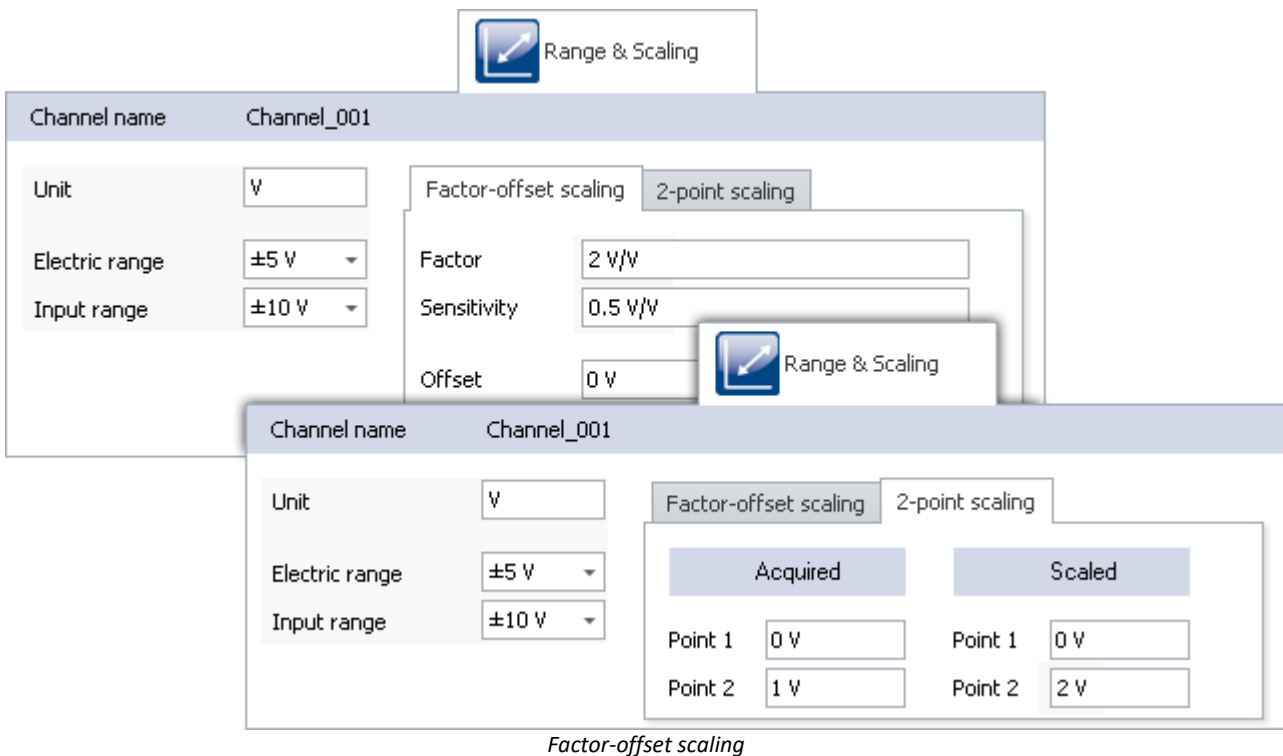 Range & Scaling
Channel name Channel_001
Unit V
Factor-offset scaling 2-point scaling
Electric range ±5 V
Factor 2 V/V
Input range ±10 V
Sensitivity 0.5 V/V
Offset 0 V
Range & Scaling
Channel name Channel_001
Unit V
Factor-offset scaling 2-point scaling
Electric range ±5 V
Acquired Scaled
Input range ±10 V
Point 1 0 V Point 1 0 V
Point 2 1 V Point 2 2 V
Factor-offset scaling